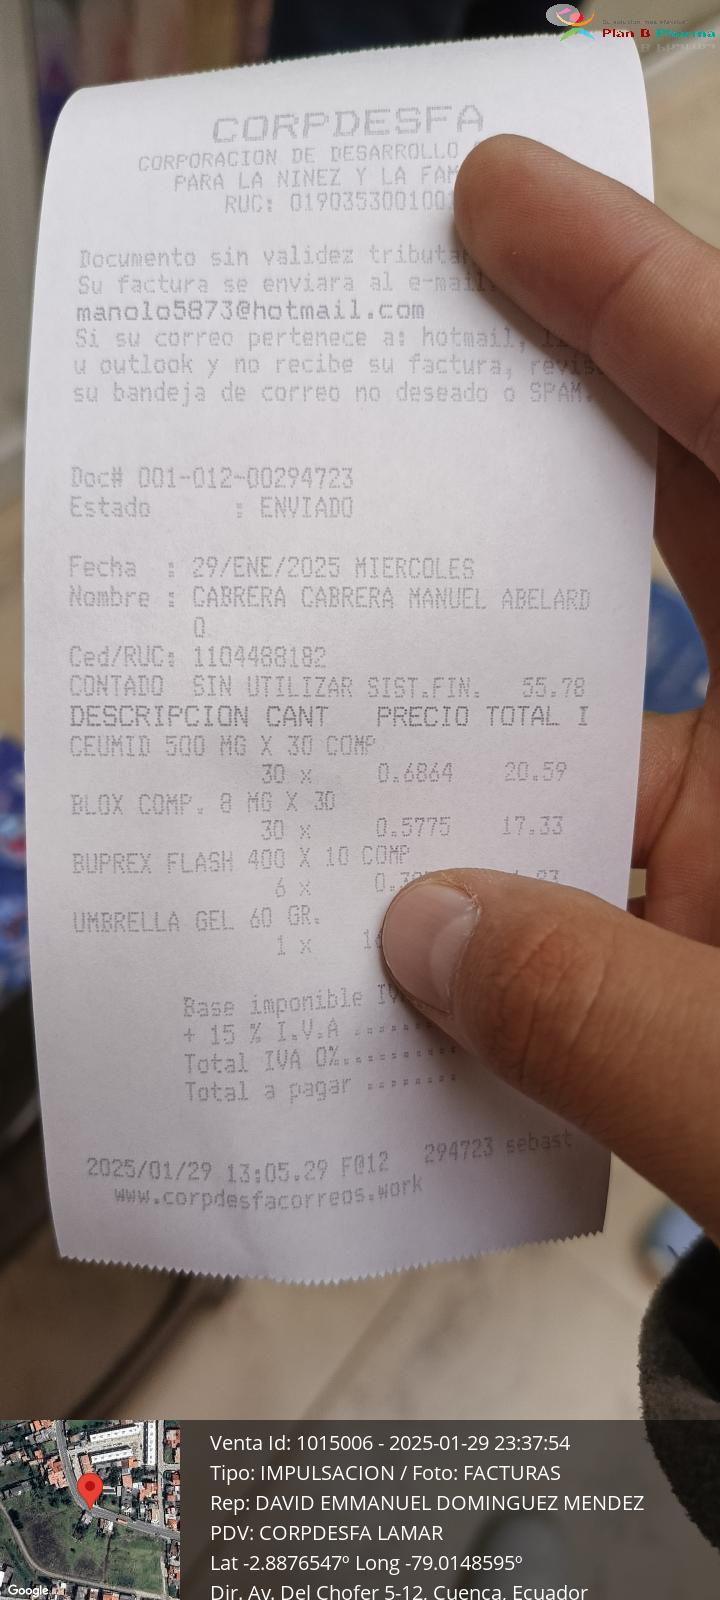 Su solución más efectiva
Plan B Pharma
CORPDESFA
CORPORACION DE DESARROLLO
PARA LA NINEZ Y LA FAM
RUC: 0190353001001
Documento sin validez tributa
Su factura se enviara al e-mail
manolo5873@hotmail.com
Si su correo pertenece a: hotmail,
u outlook y no recibe su factura, revis
su bandeja de correo no deseado o SPAM.
Doc# 001-012-00294723
Estado : ENVIADO
Fecha : 29/ENE/2025 MIERCOLES
Nombre : CABRERA CABRERA MANUEL ABELARD
O
Ced/RUC: 1104488182
CONTADO SIN UTILIZAR SIST.FIN. 55.78
DESCRIPCION CANT PRECIO TOTAL I
CEUMID 500 MG X 30 COMP
30 x 0.6864 20.59
BLOX COMP. 8 MG X 30
30 x 0.5775 17.33
BUPREX FLASH 400 X 10 COMP
6 x
UMBRELLA GEL 60 GR.
1 x
Base imponible
+ 15 % I.V.A ........
Total IVA 0%..........
Total a pagar ........
2025/01/29 13:05.29 F@12 294723 sebast
www.corpdesfacorreos.work
Venta Id: 1015006 - 2025-01-29 23:37:54
Tipo: IMPULSACION / Foto: FACTURAS
Rep: DAVID EMMANUEL DOMINGUEZ MENDEZ
PDV: CORPDESFA LAMAR
Lat -2.8876547º Long -79.0148595º
Dir. Av. Del Chofer 5-12, Cuenca, Ecuador
Google